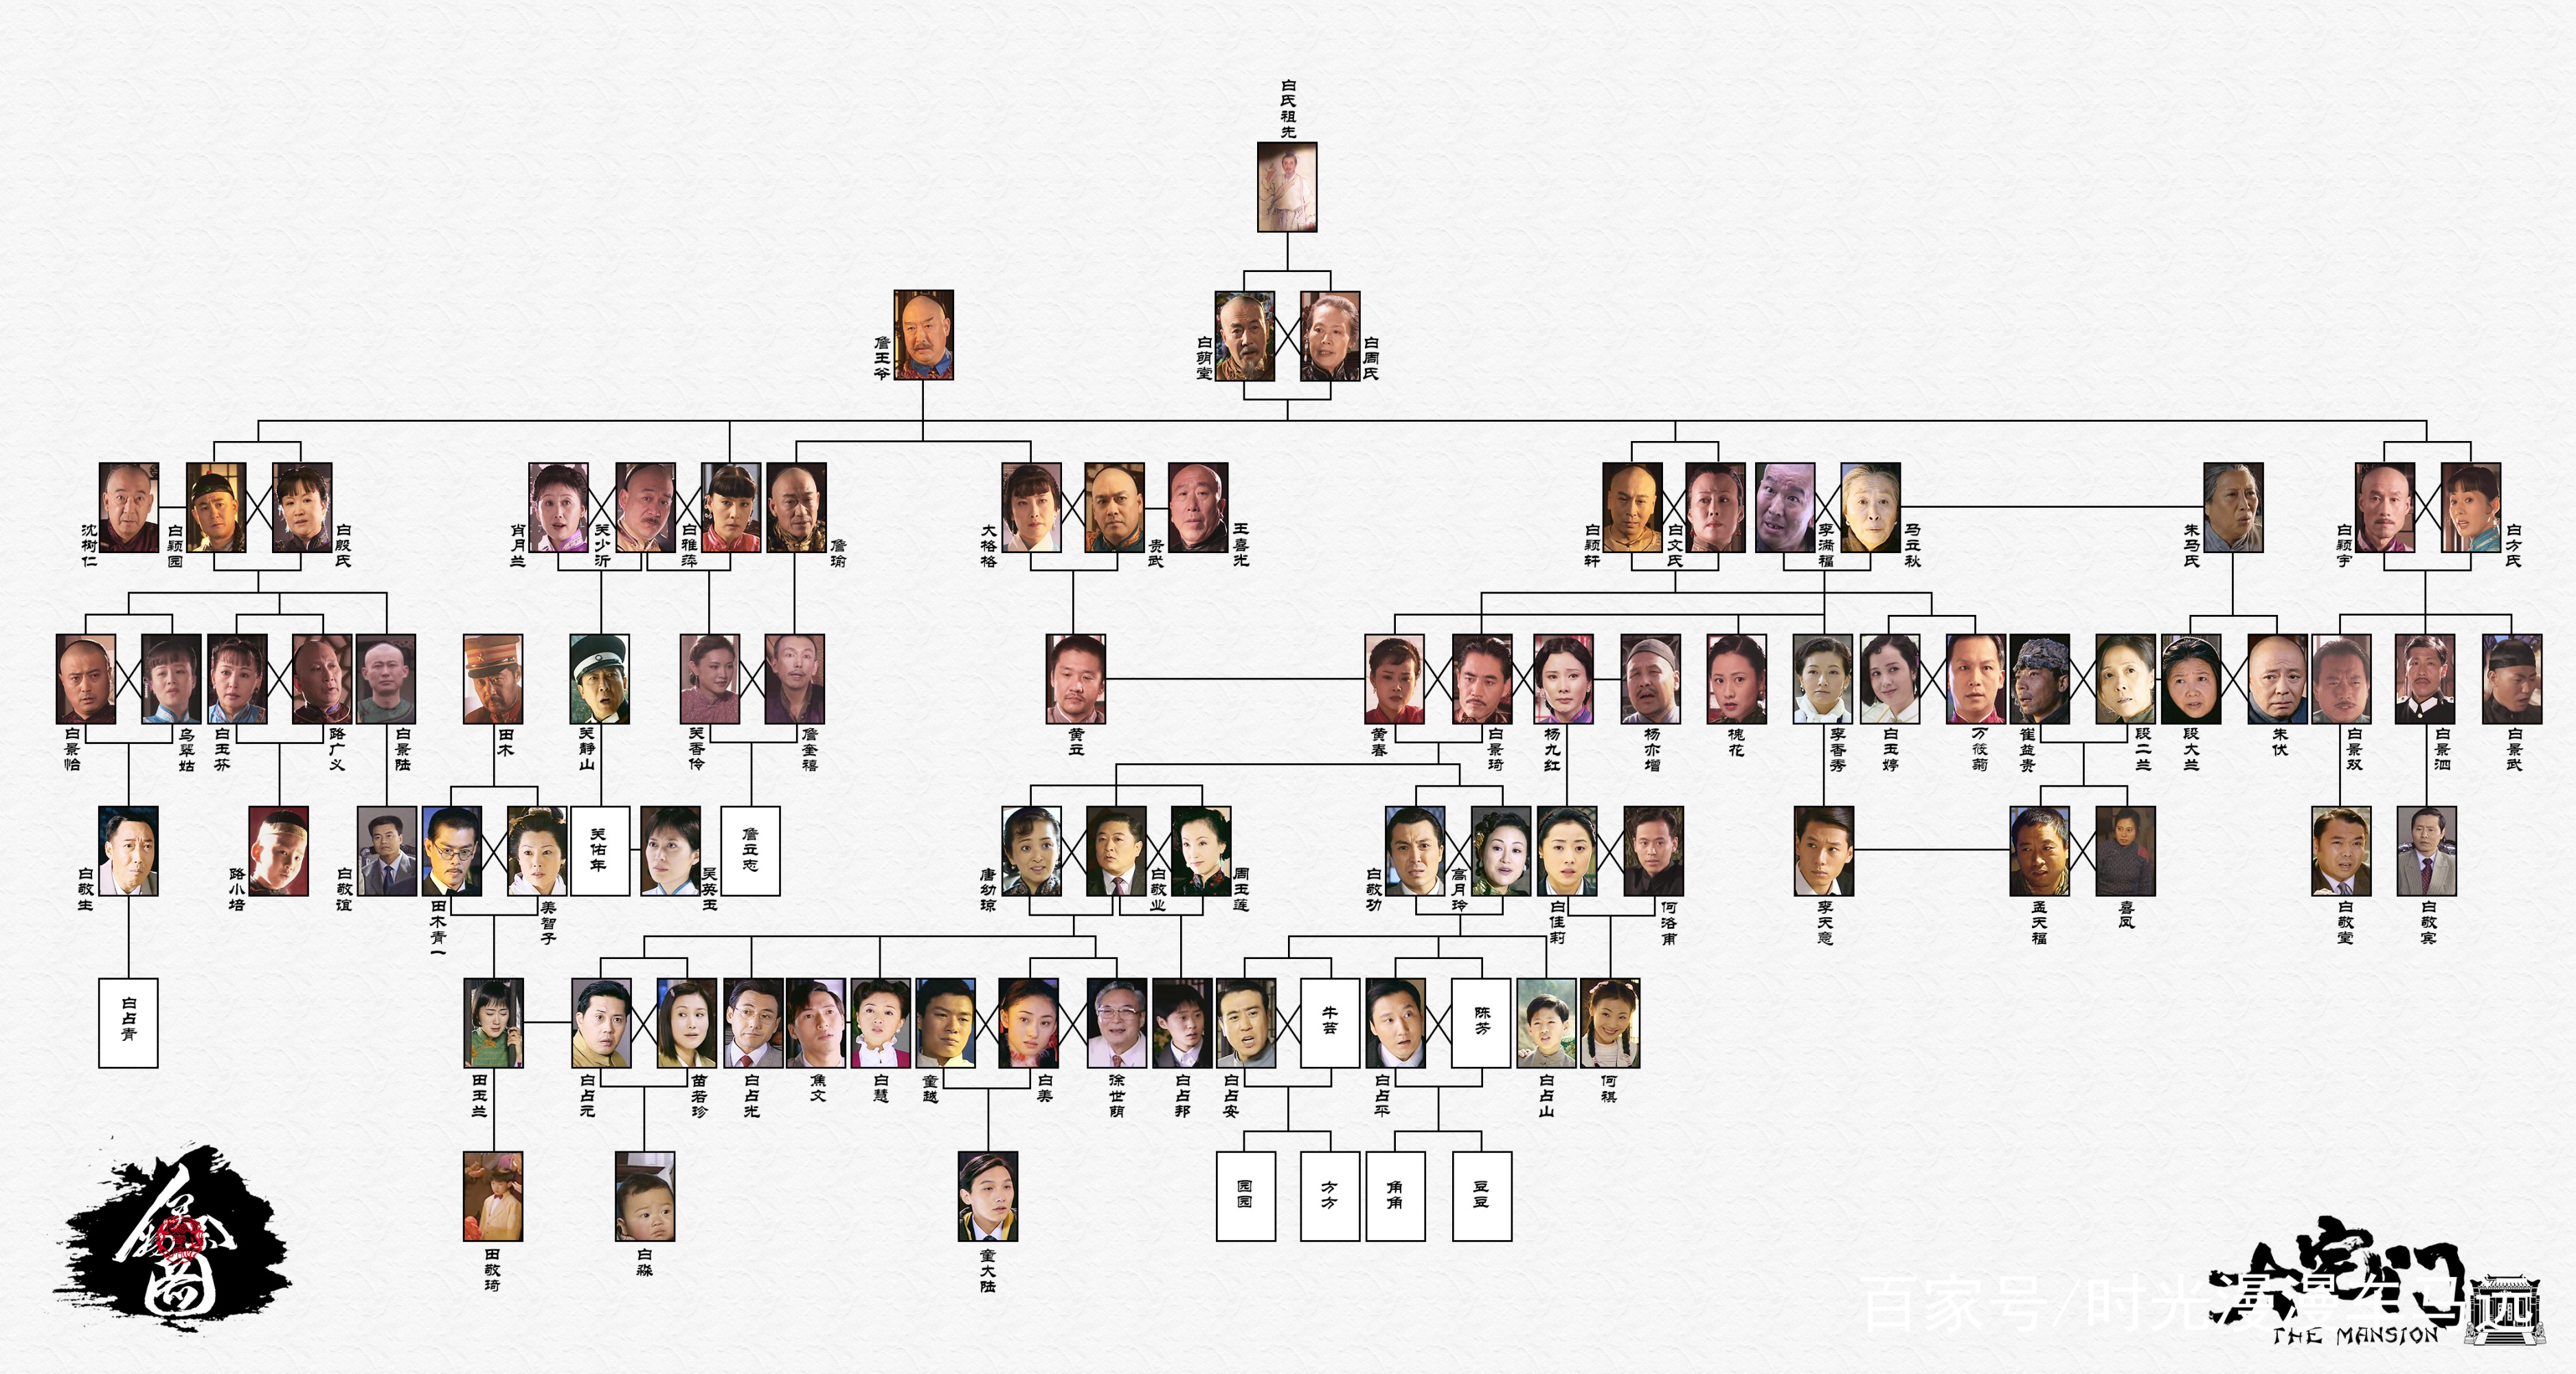 白氏祖先
詹王爷
白萌堂
白周氏
沈树仁
白颖园
白殷氏
肖月兰
关少沂
白雅萍
詹瑜
大格格
贵武
王喜光
白颖轩
白文氏
李满福
马立秋
朱马氏
白颖宇
白方氏
白景怡
乌翠姑
白玉芬
路广义
白景陆
田木
关静山
关香伶
詹奎禧
黄立
黄春
白景琦
杨九红
杨亦增
槐花
李香秀
白玉婷
万筱菊
崔益贵
段二兰
段大兰
朱伏
白景双
白景泗
白景武
白敬生
路小培
白敬谊
田木青一
美智子
关佑年
吴英玉
詹立志
唐幼琼
白敬业
周玉莲
白敬功
高月玲
白佳莉
何洛甫
李天意
孟天福
喜凤
白敬堂
白敬宾
白占青
田玉兰
白占元
苗若珍
白占光
焦文
白慧
童越
白美
徐世荫
白占邦
白占安
牛芸
白占平
陈芳
白占山
何祺
田敬琦
白淼
童大陆
园园
方方
角角
豆豆
全家图
大宅门
THE MANSION